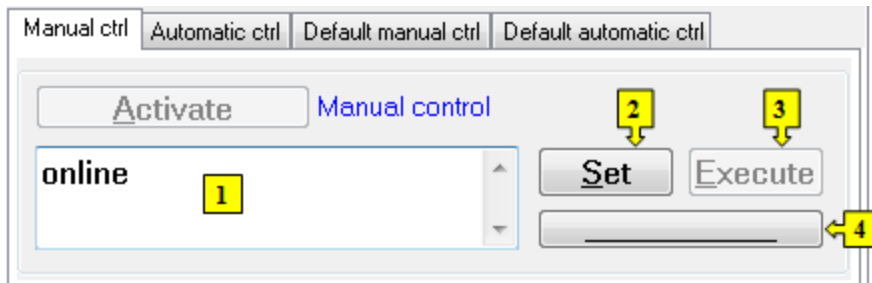 Manual ctrl Automatic ctrl Default manual ctrl Default automatic ctrl
Activate Manual control
2 3
online Set Execute
1
4